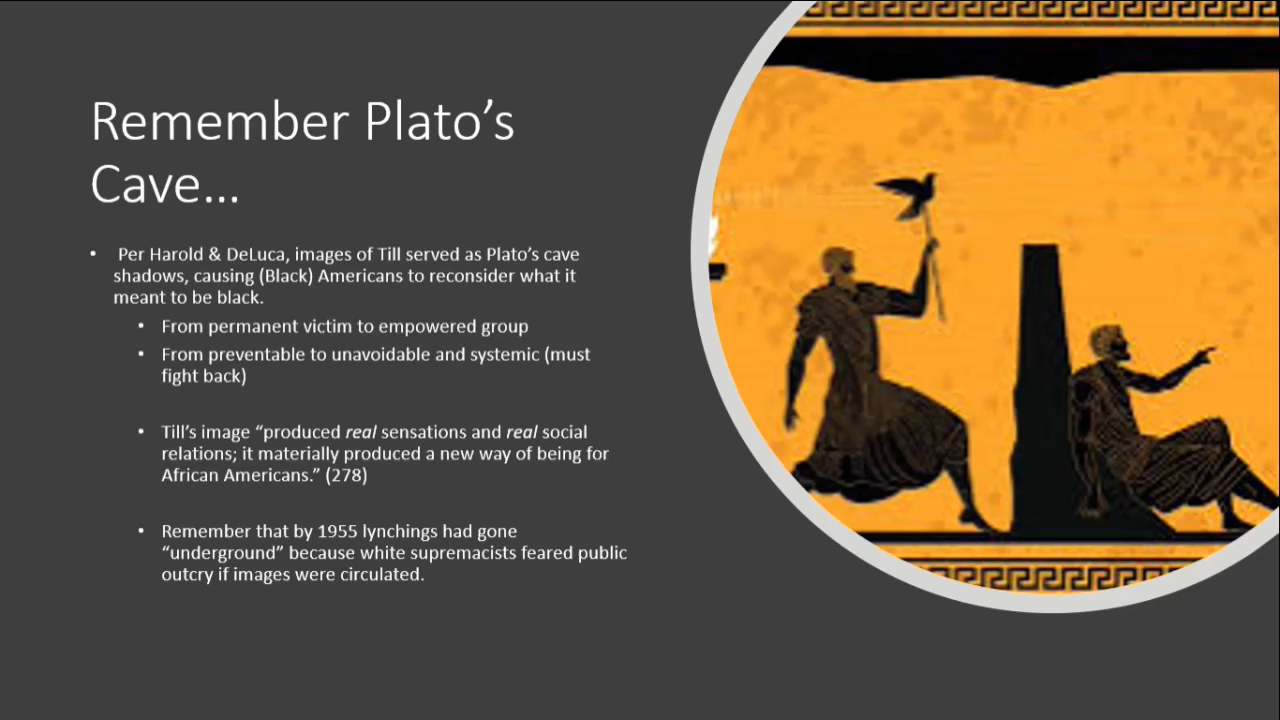 Remember Plato’s
Cave…
• Per Harold & DeLuca, images of Till served as Plato’s cave
shadows, causing (Black) Americans to reconsider what it
meant to be black.
• From permanent victim to empowered group
• From preventable to unavoidable and systemic (must
fight back)
• Till’s image “produced real sensations and real social
relations; it materially produced a new way of being for
African Americans.” (278)
• Remember that by 1955 lynchings had gone
“underground” because white supremacists feared public
outcry if images were circulated.